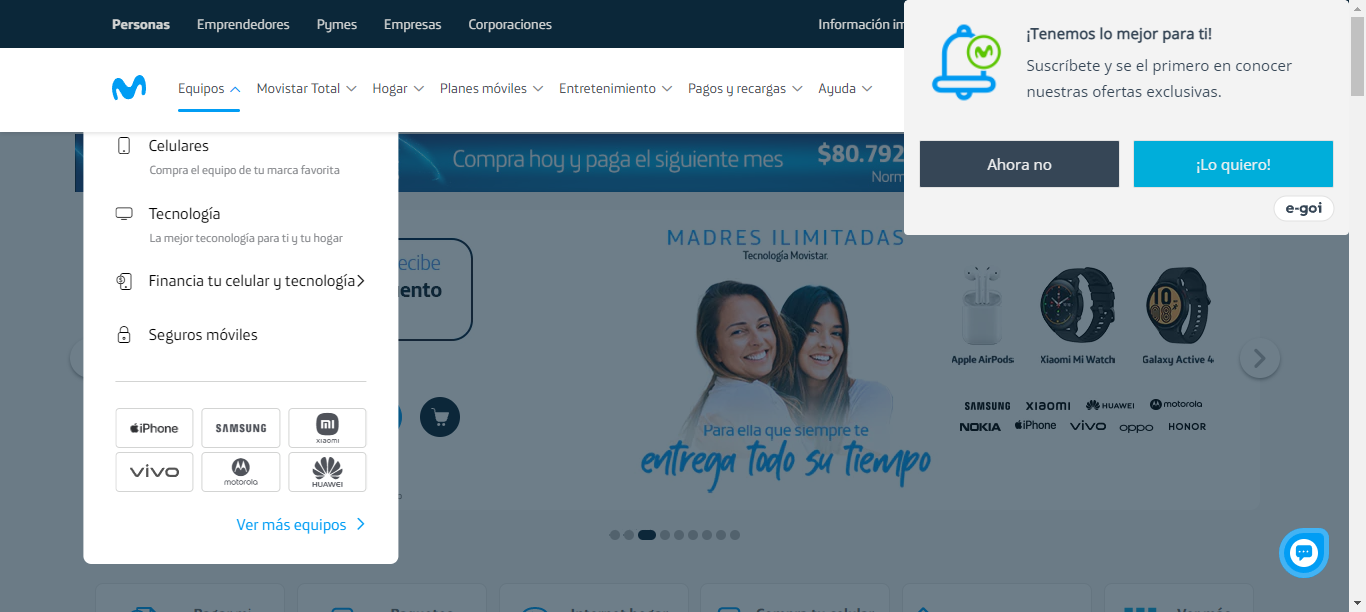 Personas Emprendedores Pymes Empresas Corporaciones Información im
¡Tenemos lo mejor para ti!
Suscríbete y se el primero en conocer
nuestras ofertas exclusivas.
Ahora no ¡Lo quiero!
e-goi
Equipos Movistar Total Hogar Planes móviles Entretenimiento Pagos y recargas Ayuda
Celulares
Compra el equipo de tu marca favorita
Tecnología
La mejor teconología para ti y tu hogar
Financia tu celular y tecnología
Seguros móviles
iPhone SAMSUNG xiaomi
vivo motorola HUAWEI
Ver más equipos
Compra hoy y paga el siguiente mes $80.792
Norm
ecibe
ento
MADRES ILIMITADAS
Tecnología Movistar.
Para ella que siempre te
entrega todo su tiempo
Apple AirPods Xiaomi Mi Watch Galaxy Active 4
SAMSUNG xiaomi HUAWEI motorola
NOKIA iPhone vivo oppo HONOR